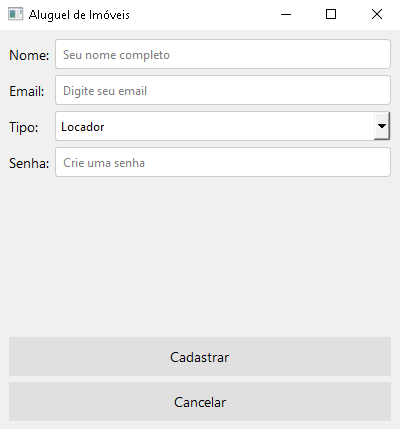 Aluguel de Imóveis
Nome: Seu nome completo
Email: Digite seu email
Tipo: Locador
Senha: Crie uma senha
Cadastrar
Cancelar